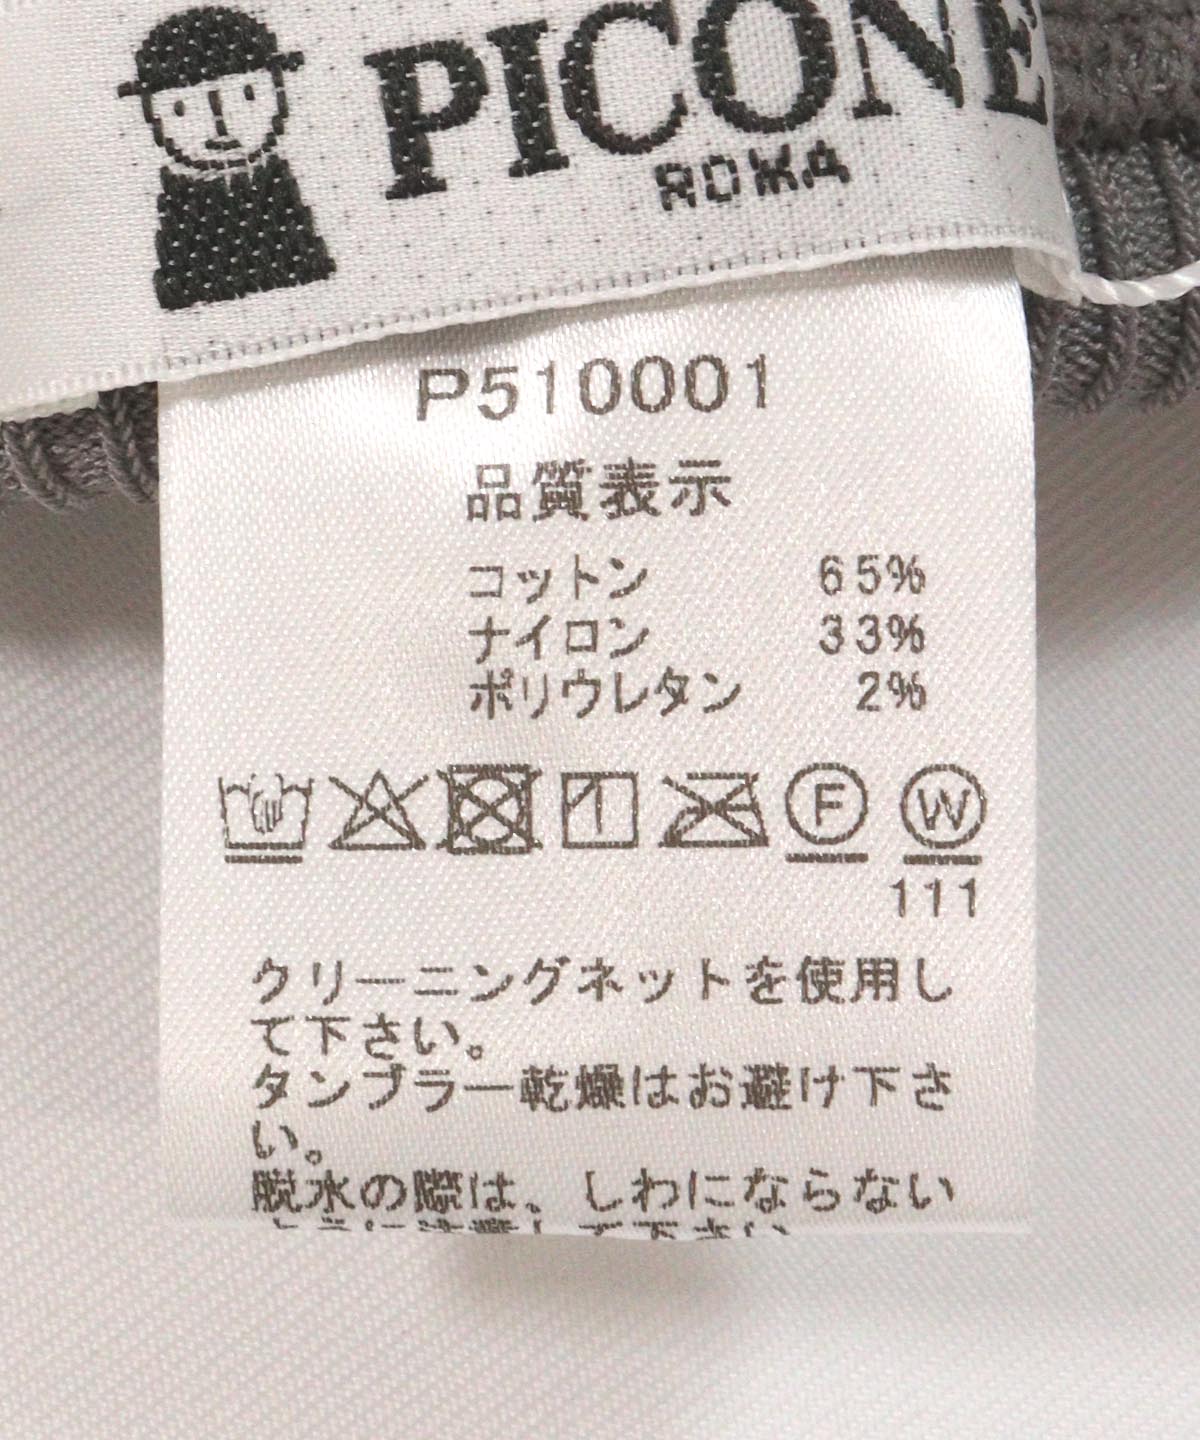 PICONE
ROMA
P510001
品質表示
コットン 65%
ナイロン 33%
ポリウレタン 2%
F W
111
クリーニングネットを使用し
て下さい。
タンブラー乾燥はお避け下さ
い。
脱水の際は、しわにならない